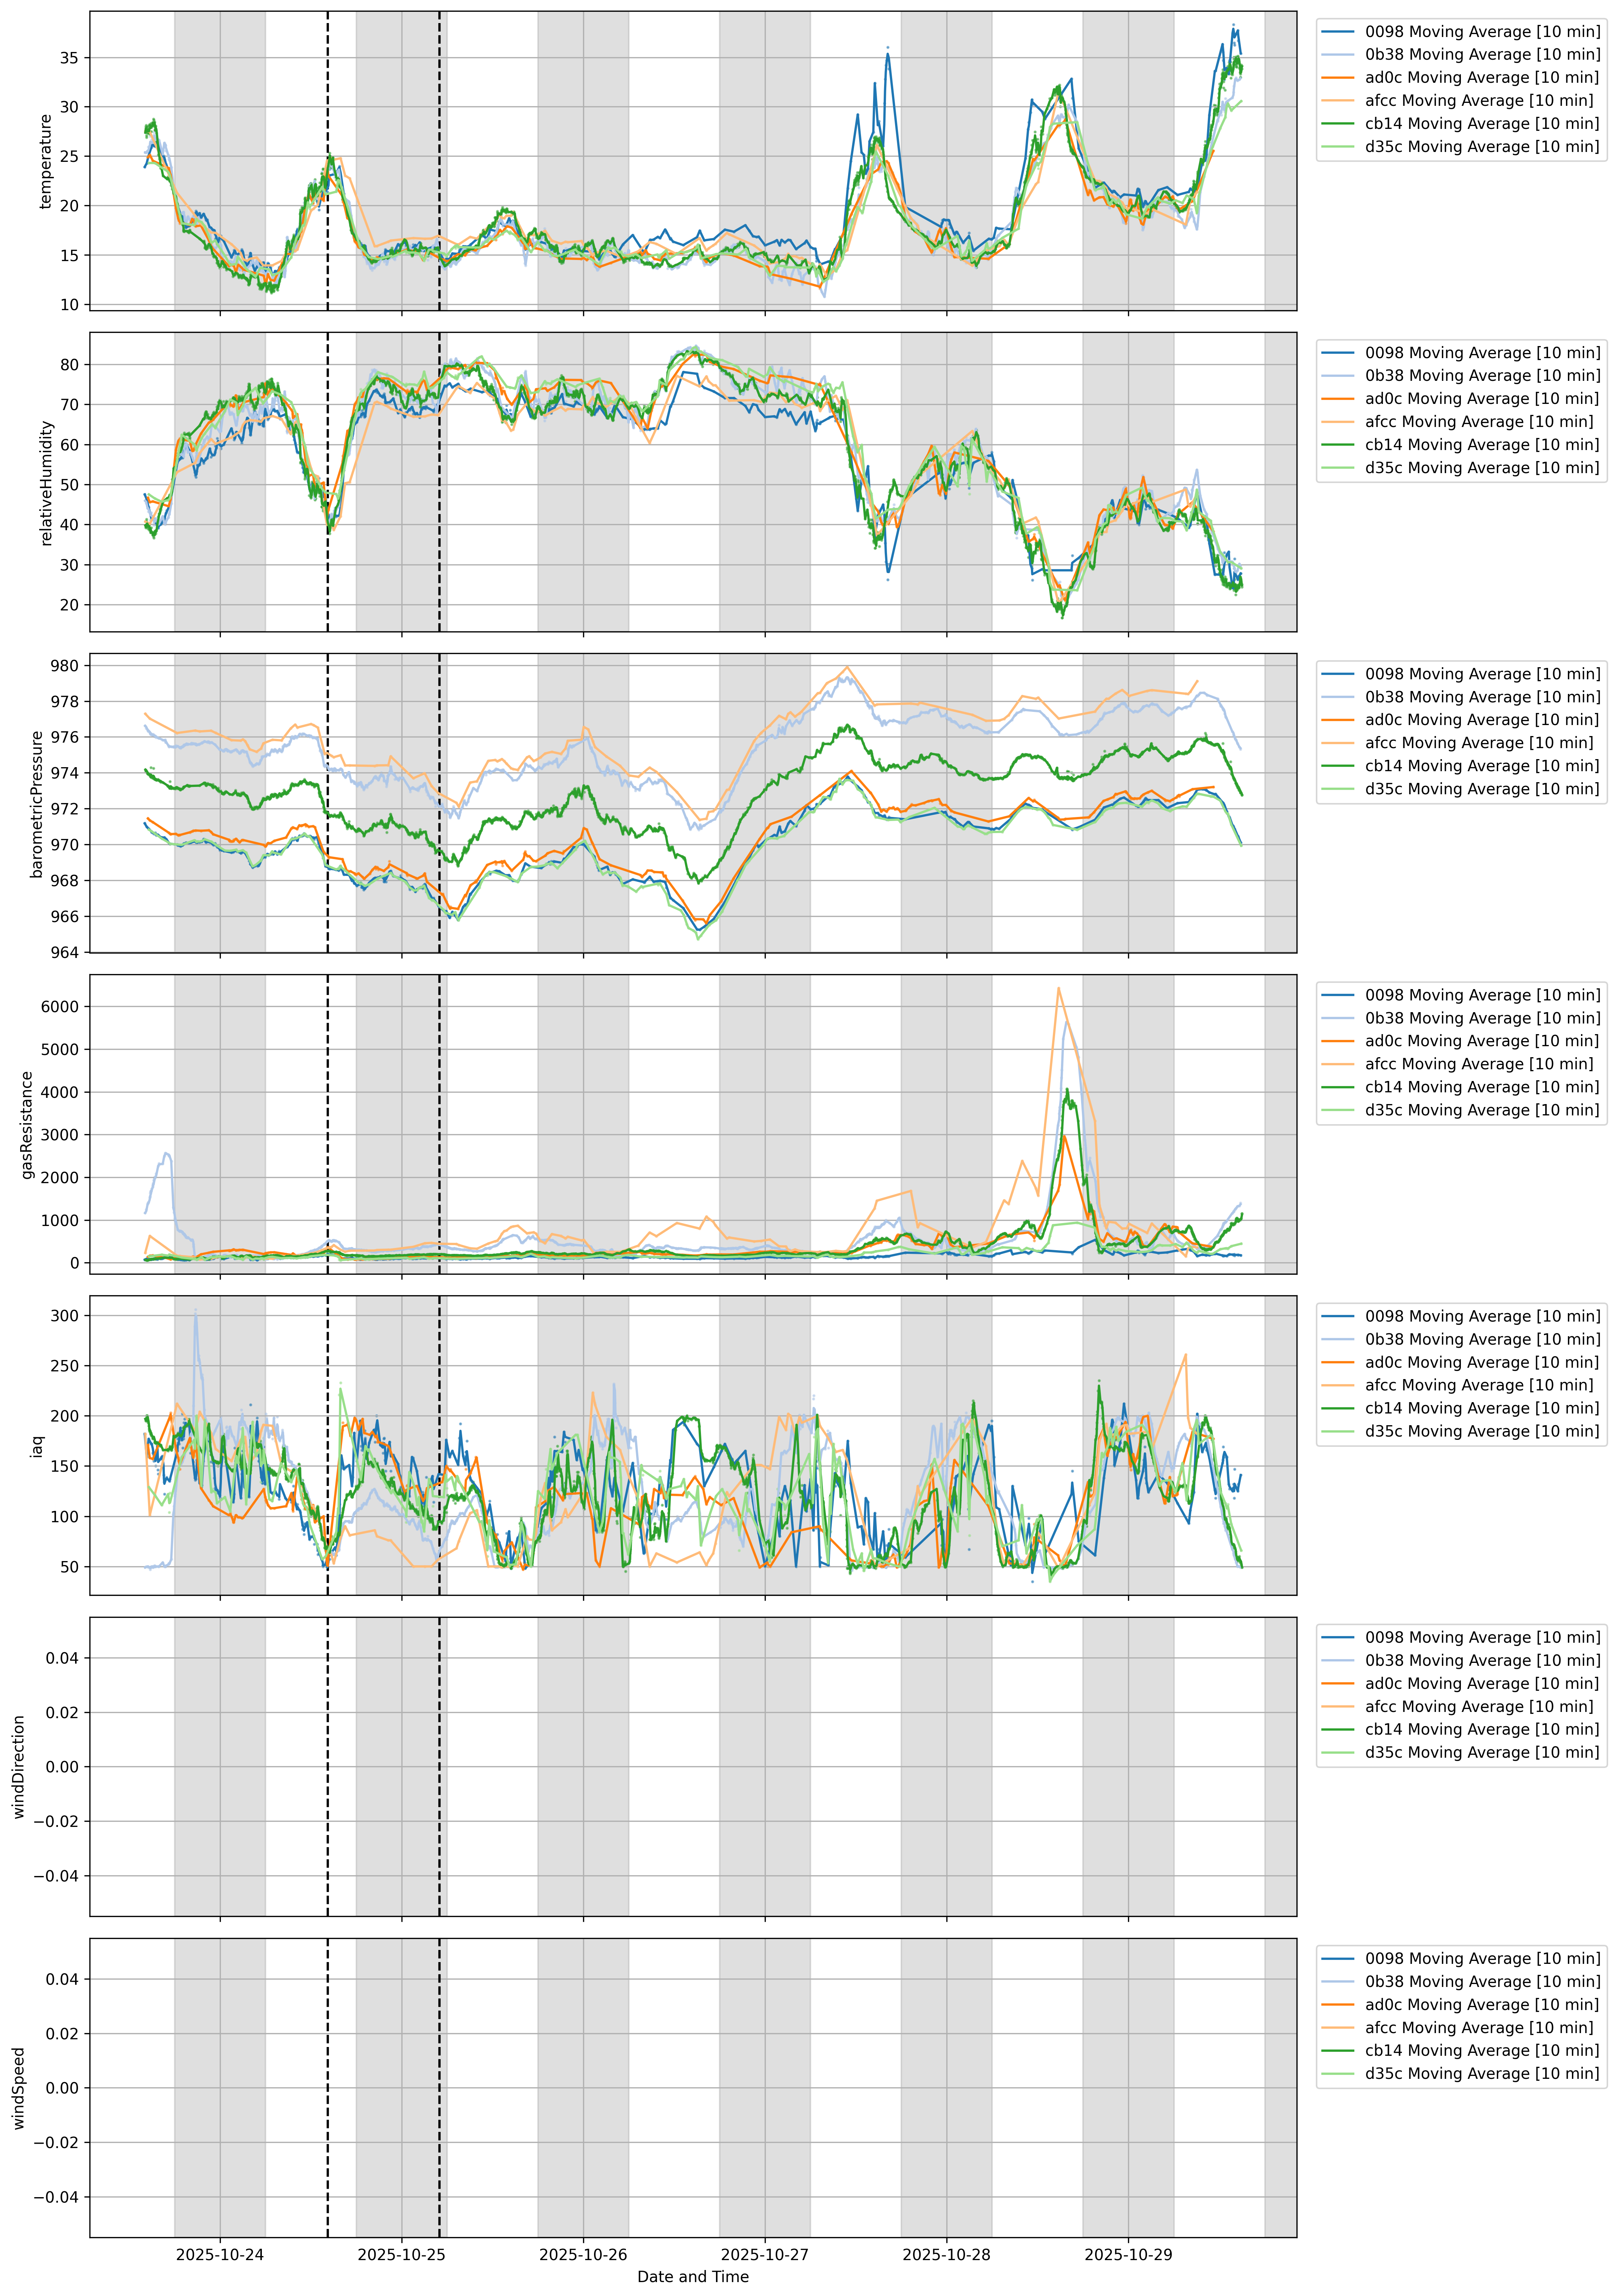 35
30
25
20
15
10
temperature
0098 Moving Average [10 min]
0b38 Moving Average [10 min]
ad0c Moving Average [10 min]
afcc Moving Average [10 min]
cb14 Moving Average [10 min]
d35c Moving Average [10 min]
80
70
60
50
40
30
20
relativeHumidity
0098 Moving Average [10 min]
0b38 Moving Average [10 min]
ad0c Moving Average [10 min]
afcc Moving Average [10 min]
cb14 Moving Average [10 min]
d35c Moving Average [10 min]
980
978
976
974
972
970
968
966
964
barometricPressure
0098 Moving Average [10 min]
0b38 Moving Average [10 min]
ad0c Moving Average [10 min]
afcc Moving Average [10 min]
cb14 Moving Average [10 min]
d35c Moving Average [10 min]
6000
5000
4000
3000
2000
1000
0
gasResistance
0098 Moving Average [10 min]
0b38 Moving Average [10 min]
ad0c Moving Average [10 min]
afcc Moving Average [10 min]
cb14 Moving Average [10 min]
d35c Moving Average [10 min]
300
250
200
150
100
50
iaq
0098 Moving Average [10 min]
0b38 Moving Average [10 min]
ad0c Moving Average [10 min]
afcc Moving Average [10 min]
cb14 Moving Average [10 min]
d35c Moving Average [10 min]
0.04
0.02
0.00
−0.02
−0.04
windDirection
0098 Moving Average [10 min]
0b38 Moving Average [10 min]
ad0c Moving Average [10 min]
afcc Moving Average [10 min]
cb14 Moving Average [10 min]
d35c Moving Average [10 min]
0.04
0.02
0.00
−0.02
−0.04
windSpeed
0098 Moving Average [10 min]
0b38 Moving Average [10 min]
ad0c Moving Average [10 min]
afcc Moving Average [10 min]
cb14 Moving Average [10 min]
d35c Moving Average [10 min]
2025-10-24 2025-10-25 2025-10-26 2025-10-27 2025-10-28 2025-10-29
Date and Time